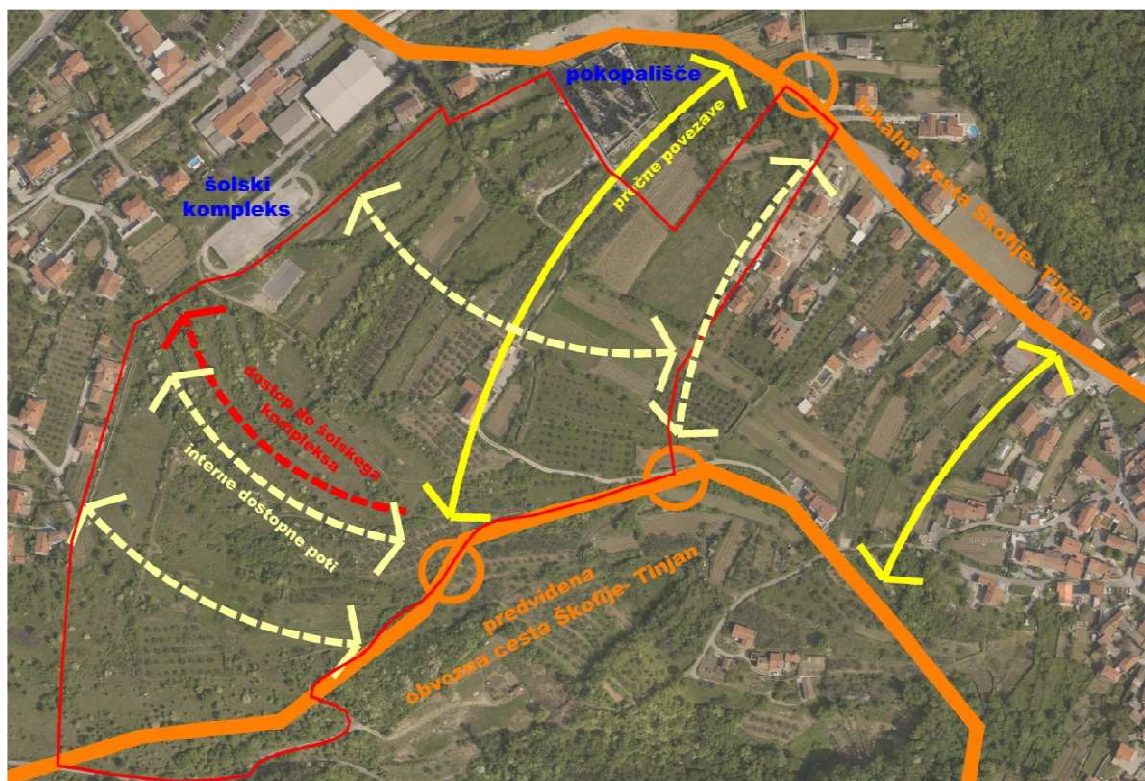 pokopališče
prečne povezave
lokalna cesta Škofije- Tinjan
šolski
kompleks
dostop do šolskega
kompleksa
interne dostopne poti
predvidena
obvozna cesta Škofije- Tinjan